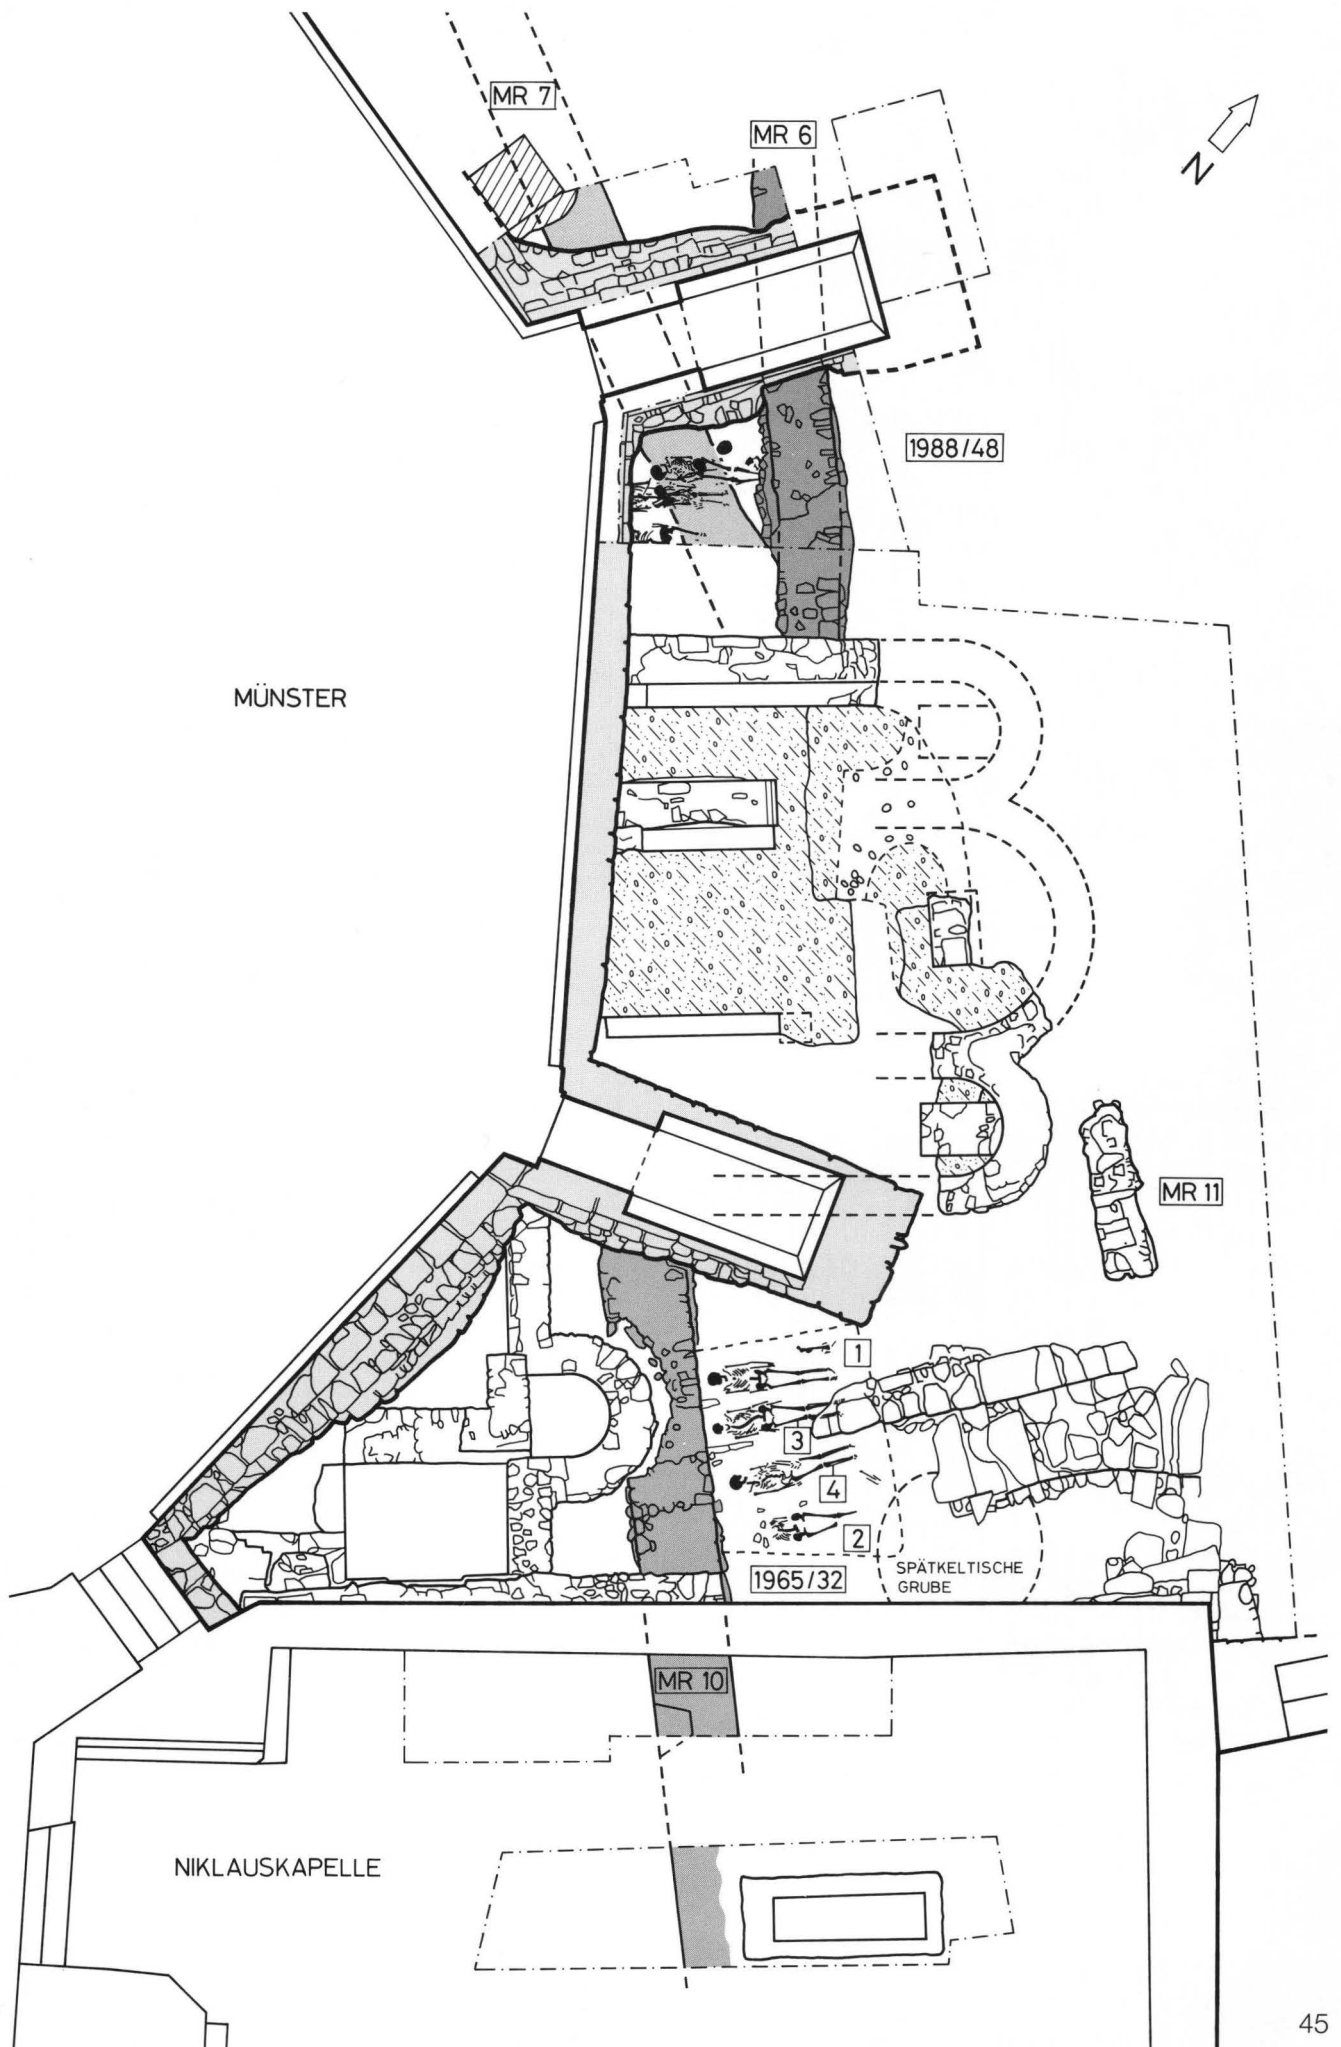 MR 7
MR 6
N
1988/48
MÜNSTER
MR 11
1
3
4
2
1965/32
SPÄTKELTISCHE
GRUBE
MR 10
NIKLAUSKAPELLE
45